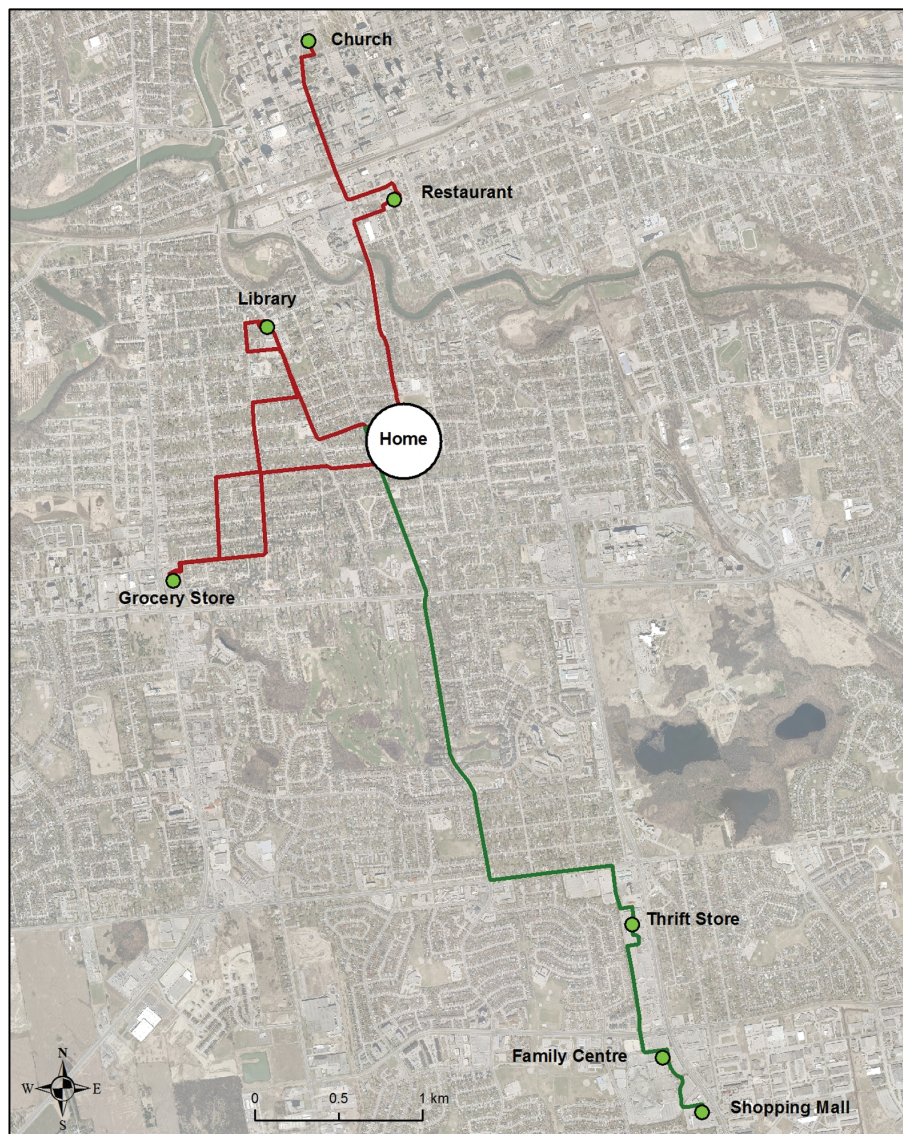 Church
Restaurant
Library
Home
Grocery Store
Thrift Store
Family Centre
Shopping Mall
N
W E
S
0 0.5 1 km